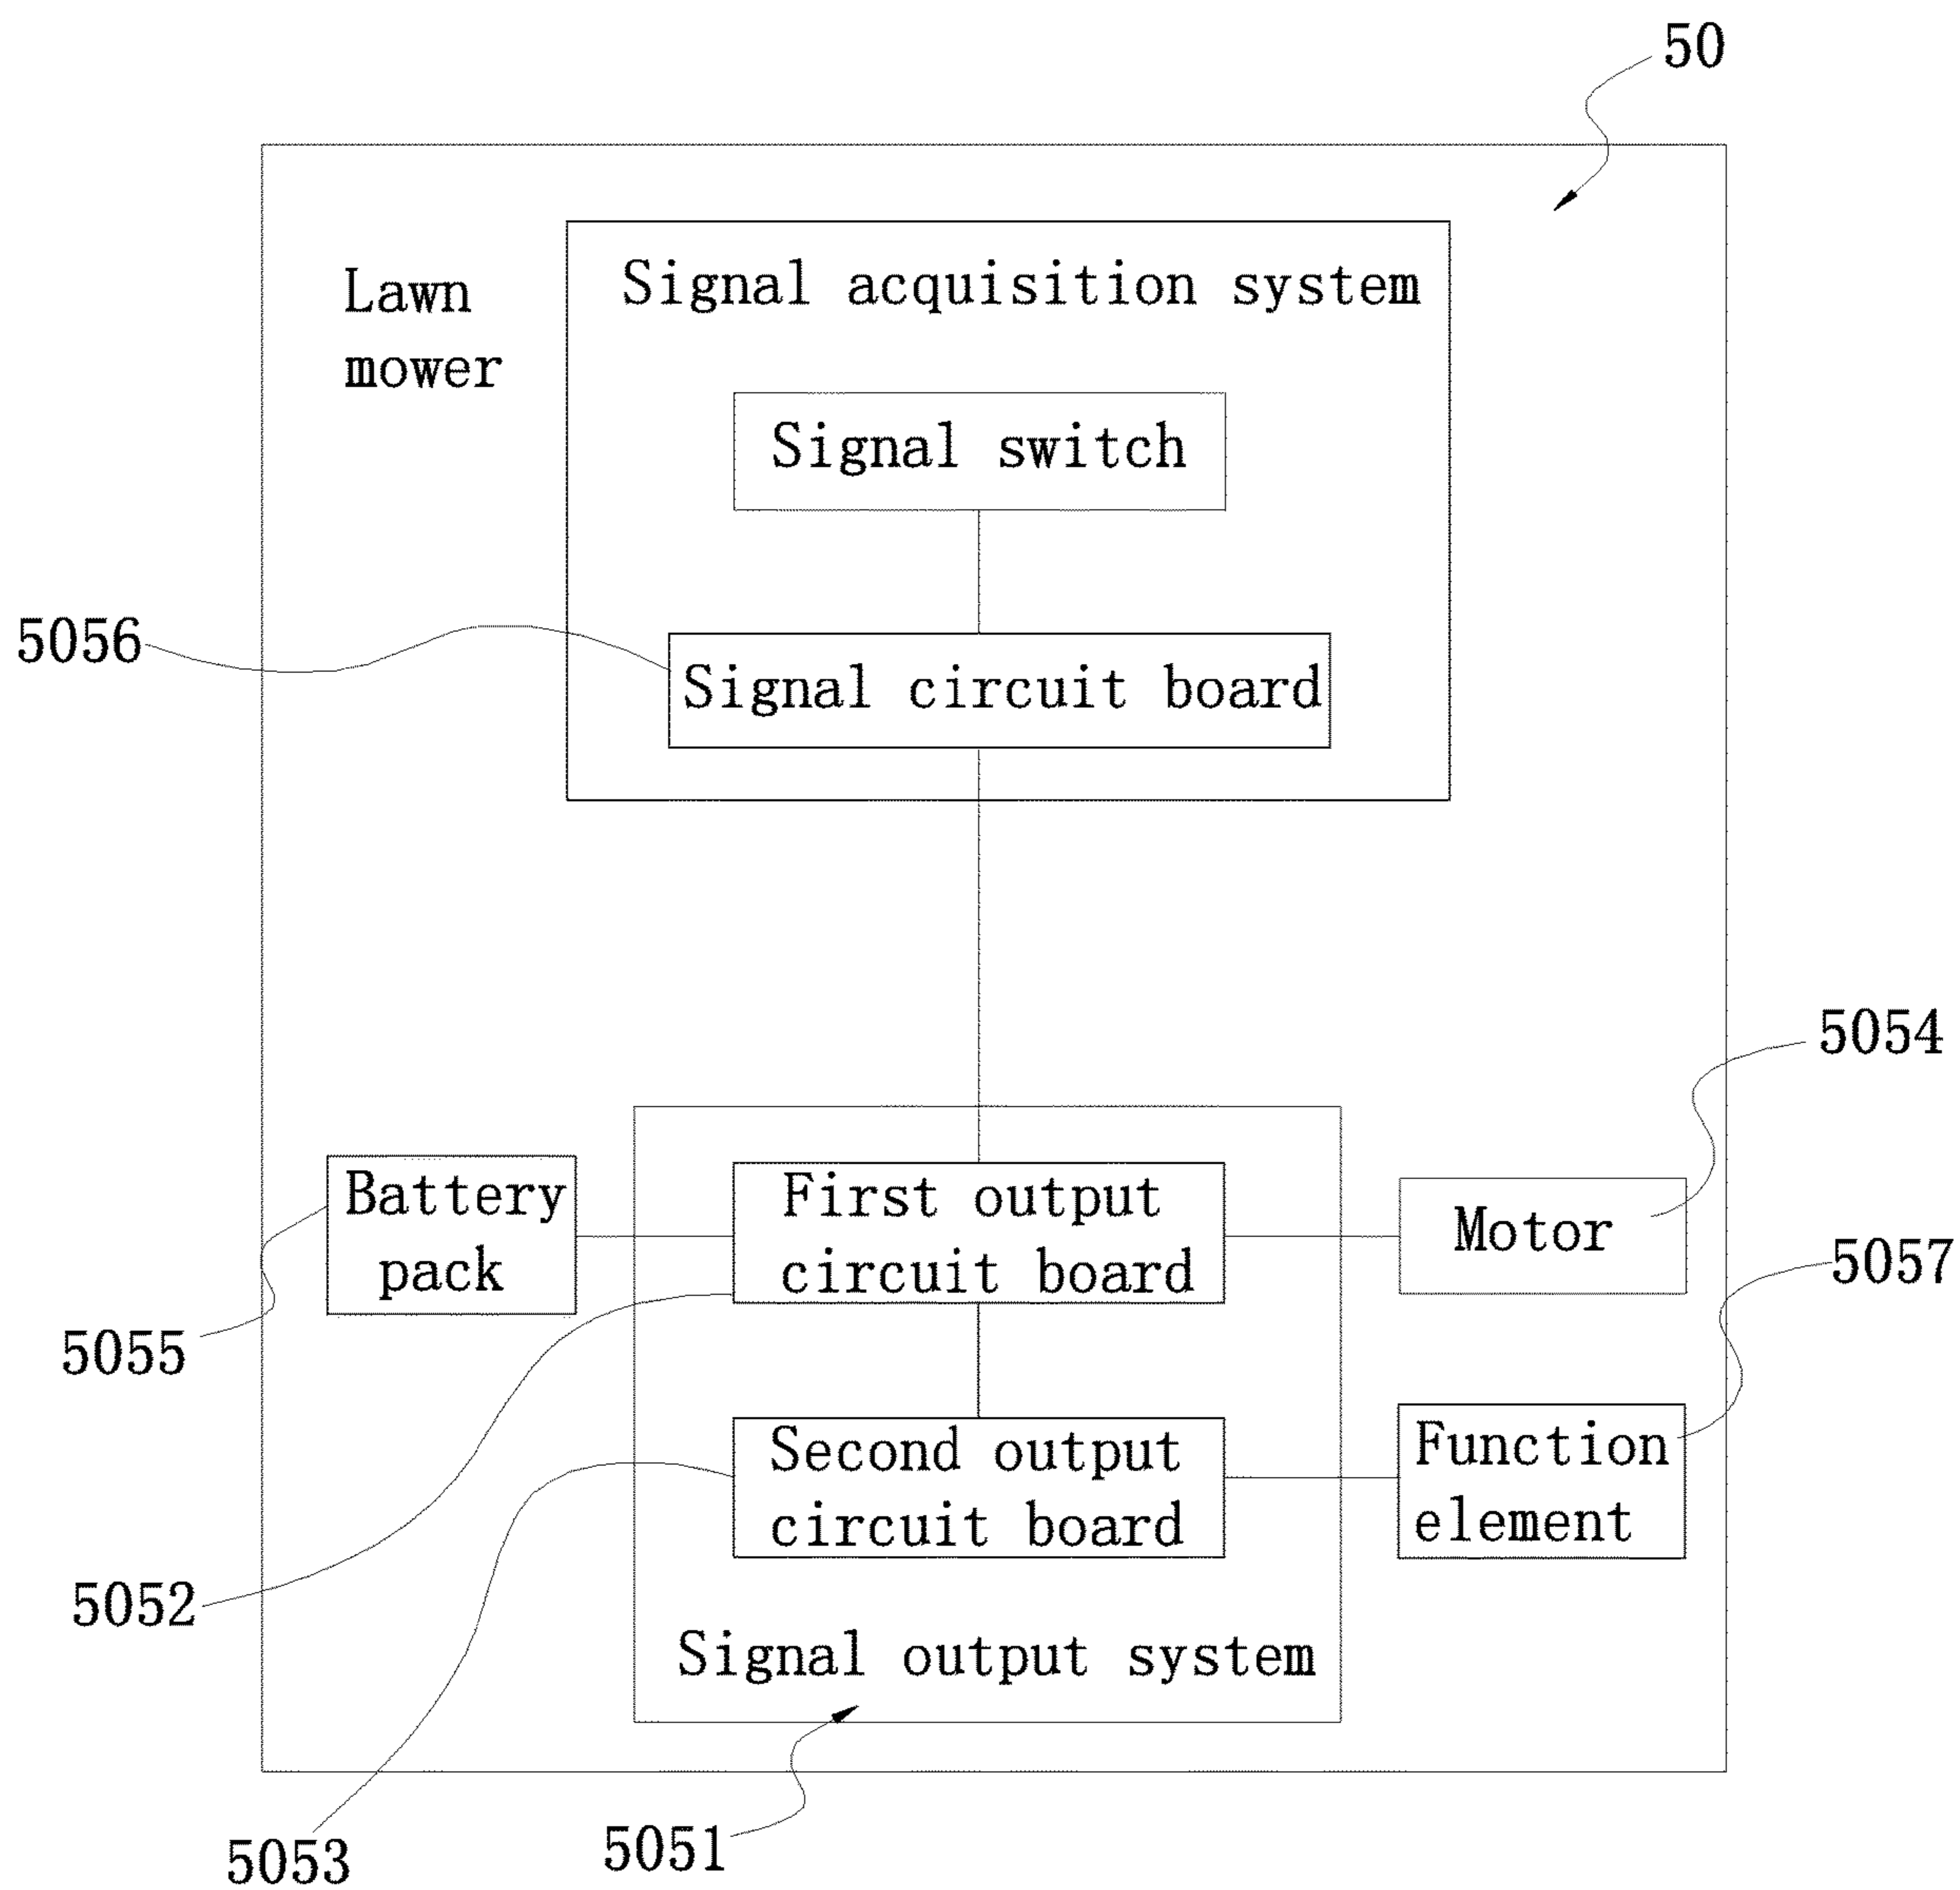 50
Lawn
mower
Signal acquisition system
Signal switch
5056
Signal circuit board
5054
Battery
pack
First output
circuit board
Motor
5057
5055
Second output
circuit board
Function
element
5052
Signal output system
5053
5051